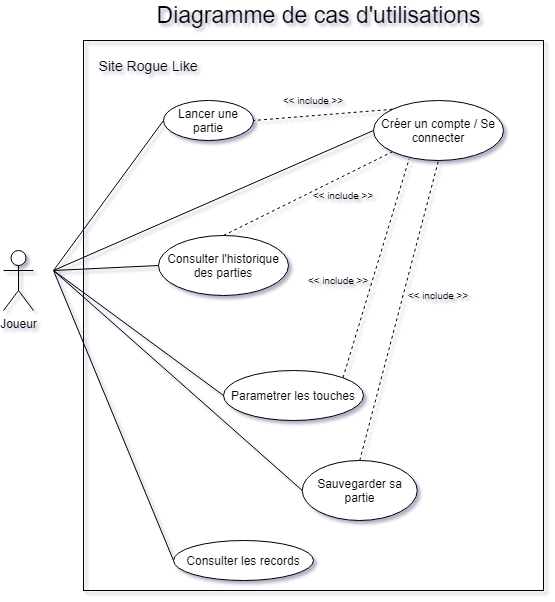 Diagramme de cas d'utilisations
Site Rogue Like
Lancer une
partie
<< include >>
Créer un compte / Se
connecter
<< include >>
Consulter l'historique
des parties
<< include >>
<< include >>
Joueur
Parametrer les touches
Sauvegarder sa
partie
Consulter les records